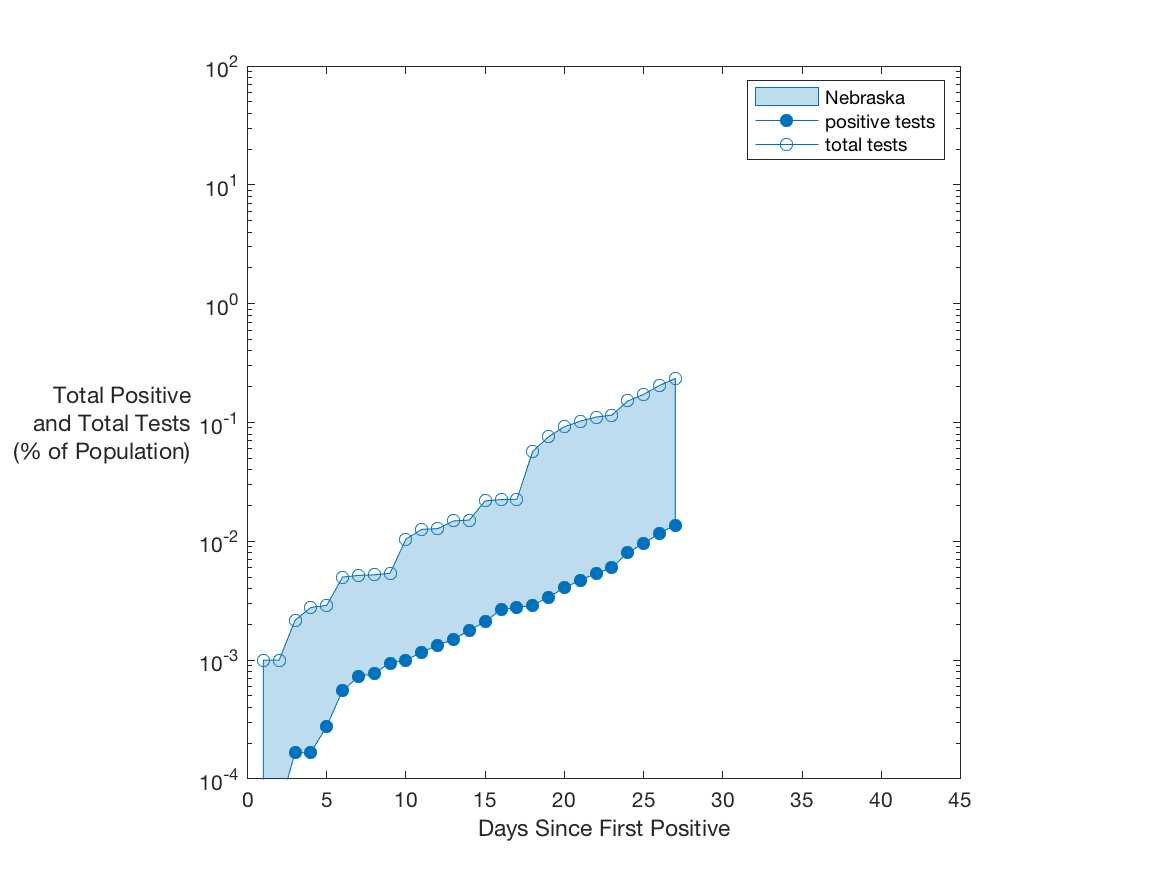 10^2
10^1
10^0
10^-1
10^-2
10^-3
10^-4
Total Positive
and Total Tests
(% of Population)
Nebraska
positive tests
total tests
0 5 10 15 20 25 30 35 40 45
Days Since First Positive